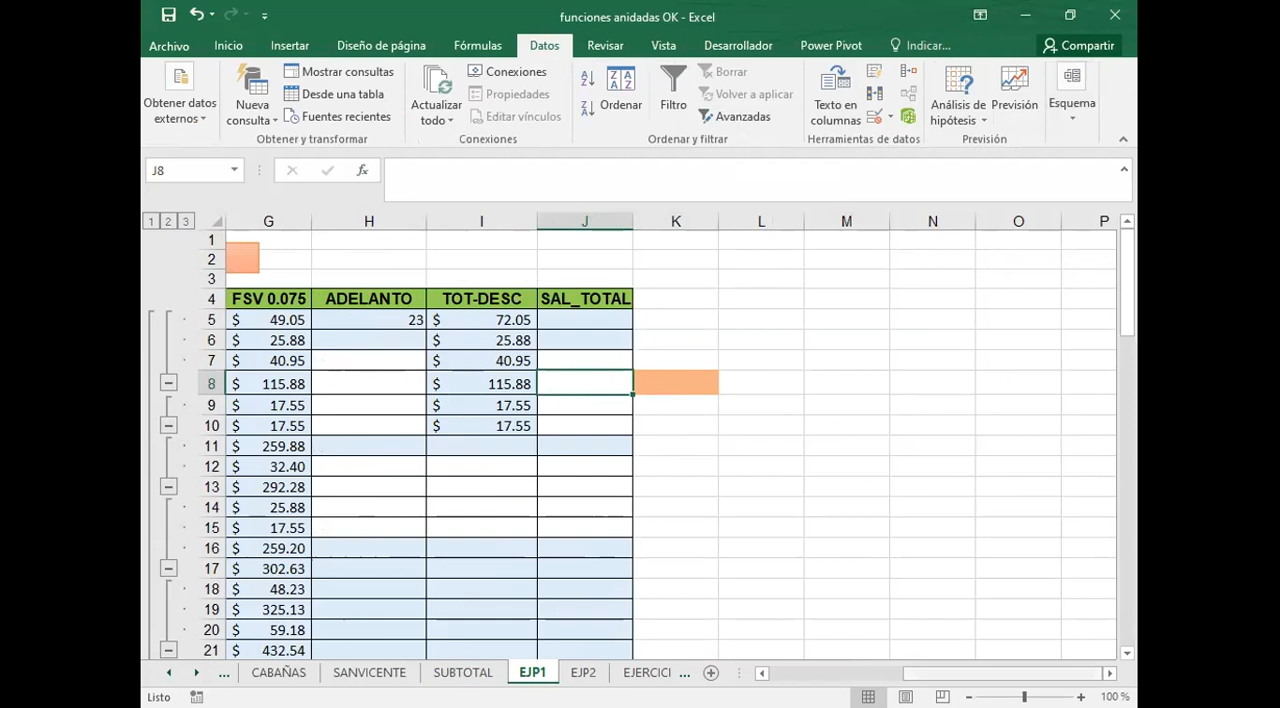 funciones anidadas OK - Excel
Archivo Inicio Insertar Diseño de página Fórmulas Datos Revisar Vista Desarrollador Power Pivot Indicar... Compartir
Obtener datos externos
Nueva consulta
Mostrar consultas
Desde una tabla
Fuentes recientes
Obtener y transformar
Actualizar todo
Conexiones
Propiedades
Editar vínculos
Conexiones
Ordenar
Filtro
Borrar
Volver a aplicar
Avanzadas
Ordenar y filtrar
Texto en columnas
Herramientas de datos
Análisis de hipótesis
Previsión
Previsión
Esquema
J8 fx
1 2 3 G H I J K L M N O P
1
2
3
4 FSV 0.075 ADELANTO TOT-DESC SAL_TOTAL
5 $ 49.05 23 $ 72.05
6 $ 25.88 $ 25.88
7 $ 40.95 $ 40.95
8 $ 115.88 $ 115.88
9 $ 17.55 $ 17.55
10 $ 17.55 $ 17.55
11 $ 259.88
12 $ 32.40
13 $ 292.28
14 $ 25.88
15 $ 17.55
16 $ 259.20
17 $ 302.63
18 $ 48.23
19 $ 325.13
20 $ 59.18
21 $ 432.54
... CABAÑAS SANVICENTE SUBTOTAL EJP1 EJP2 EJERCICI ...
Listo 100 %